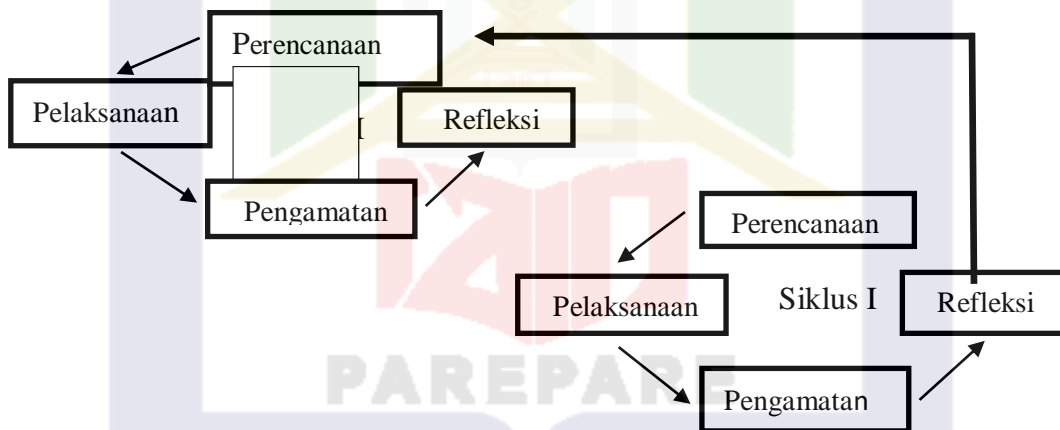 Perencanaan
Pelaksanaan
I
Refleksi
Pengamatan
Perencanaan
Pelaksanaan
Siklus I
Refleksi
Pengamatan
PAREPARE